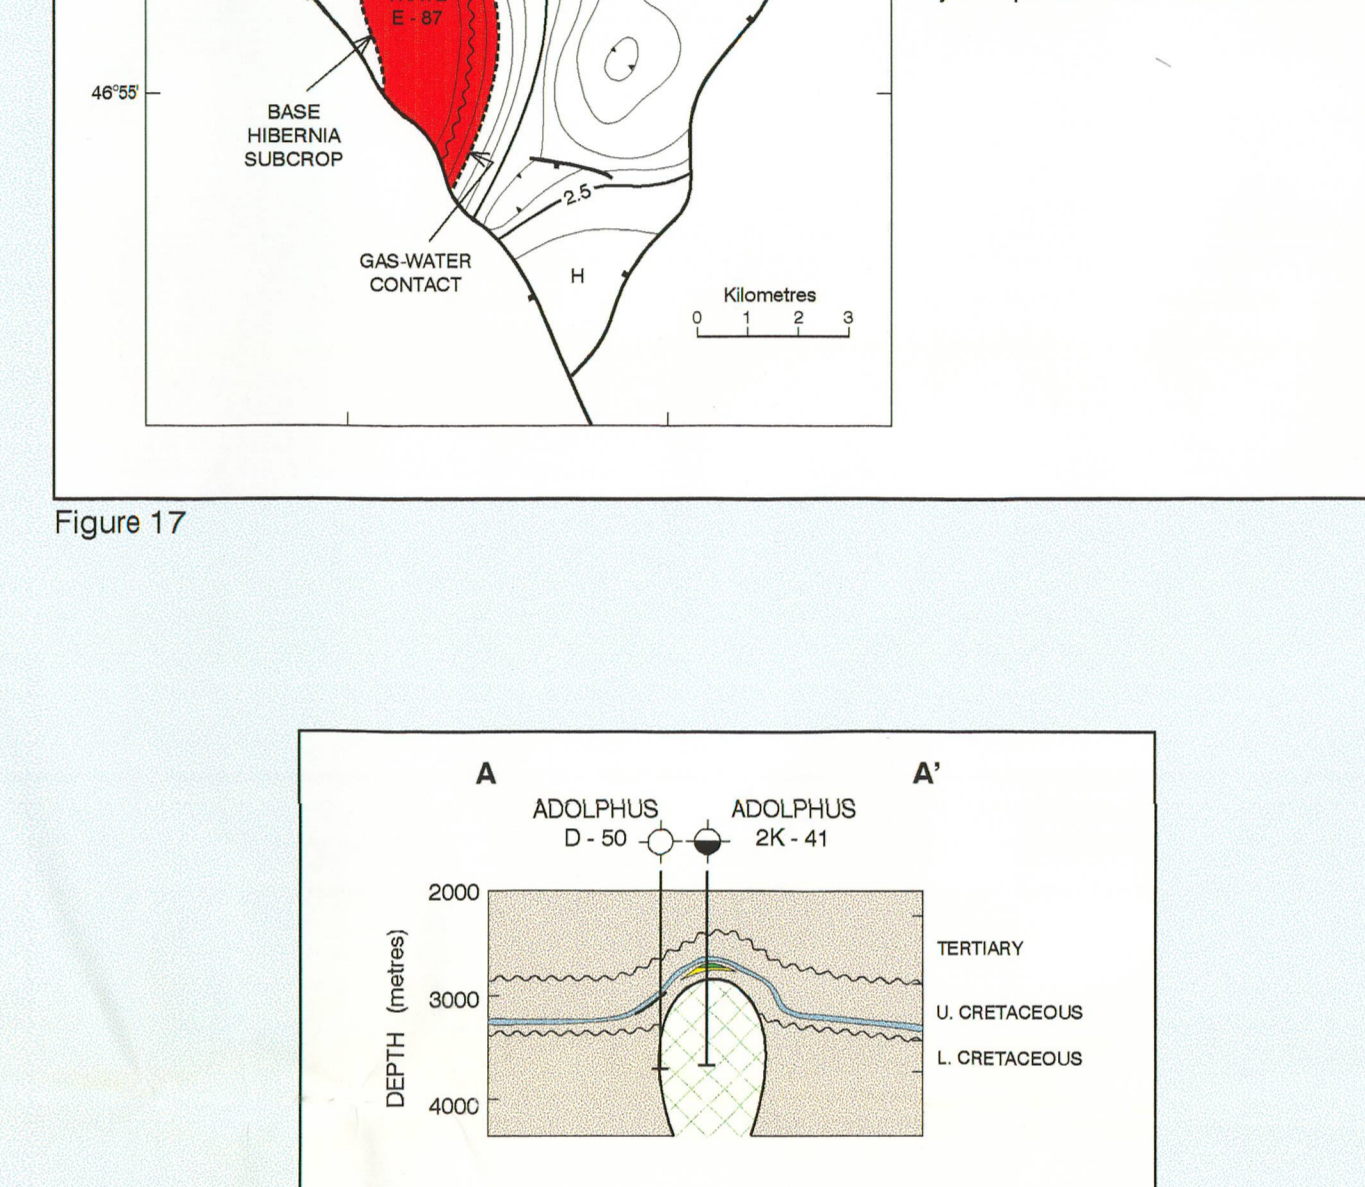 E - 87
46°55'
BASE
HIBERNIA
SUBCROP
2.5
GAS-WATER
CONTACT
H
Kilometres
0 1 2 3
Figure 17
A A’
ADOLPHUS ADOLPHUS
D - 50 2K - 41
2000
3000
4000
DEPTH (metres)
TERTIARY
U. CRETACEOUS
L. CRETACEOUS